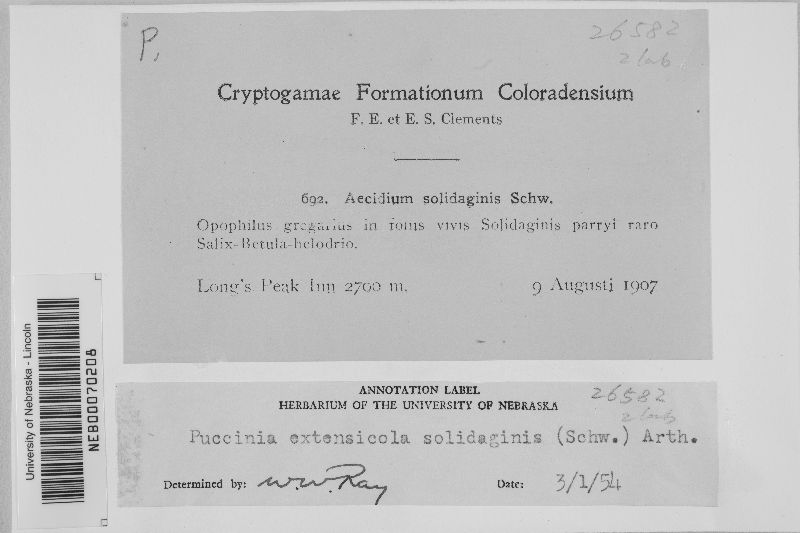 P,
26582
2 lab
Cryptogamae Formationum Coloradensium
F. E. et E. S. Clements
692. Aecidium solidaginis Schw.
Opophilus gregarius in foliis vivis Solidaginis parryi raro
Salix-Betula-helodrio.
Long's Peak Inn 2700 m. 9 Augusti 1907
University of Nebraska - Lincoln
NEB00070208
ANNOTATION LABEL
26582
HERBARIUM OF THE UNIVERSITY OF NEBRASKA
2 lab
Puccinia extensicola solidaginis (Schw.) Arth.
Determined by: W.W. Ray Date: 3/1/54